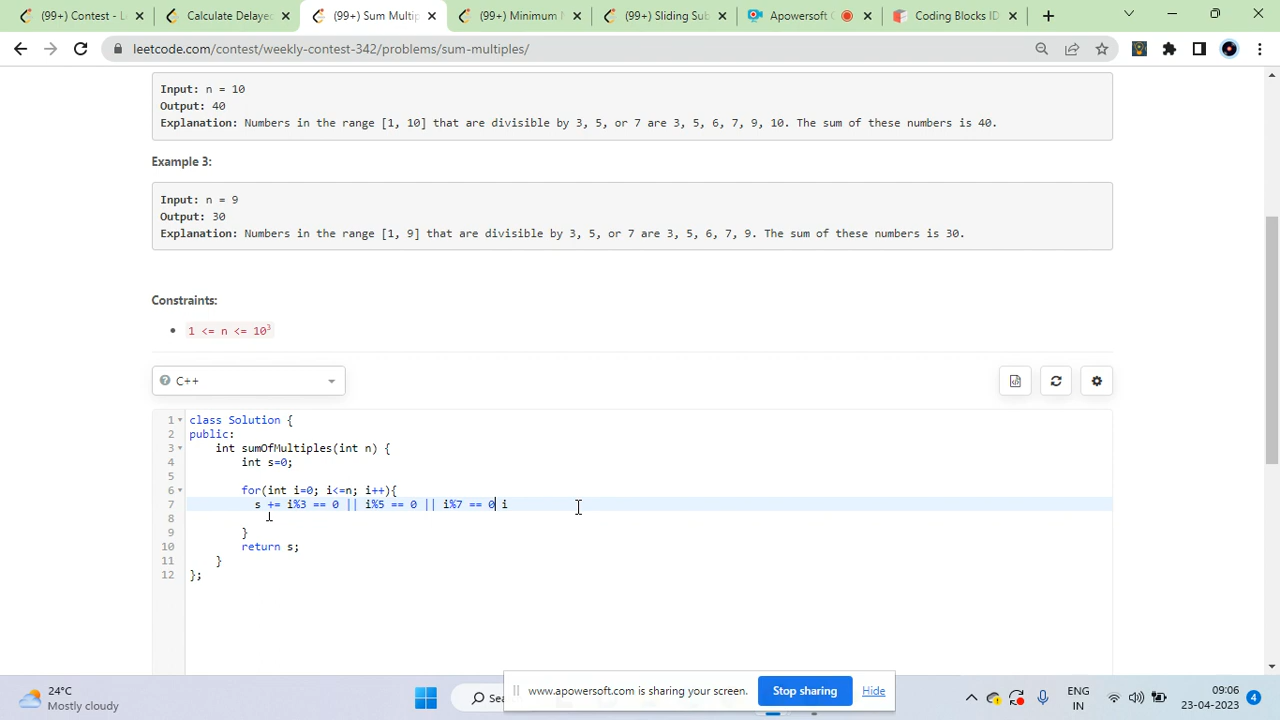 (99+) Contest - L
Calculate Delayed
(99+) Sum Multip
(99+) Minimum N
(99+) Sliding Sub
Apowersoft
Coding Blocks ID
leetcode.com/contest/weekly-contest-342/problems/sum-multiples/
Input: n = 10
Output: 40
Explanation: Numbers in the range [1, 10] that are divisible by 3, 5, or 7 are 3, 5, 6, 7, 9, 10. The sum of these numbers is 40.
Example 3:
Input: n = 9
Output: 30
Explanation: Numbers in the range [1, 9] that are divisible by 3, 5, or 7 are 3, 5, 6, 7, 9. The sum of these numbers is 30.
Constraints:
1 <= n <= 10³
C++
1 class Solution {
2 public:
3 int sumOfMultiples(int n) {
4 int s=0;
5
6 for(int i=0; i<=n; i++){
7 s += i%3 == 0 || i%5 == 0 || i%7 == 0 i
8
9 }
10 return s;
11 }
12 };
www.apowersoft.com is sharing your screen.
Stop sharing
Hide
24°C
Mostly cloudy
Sea
ENG
IN
09:06
23-04-2023
4